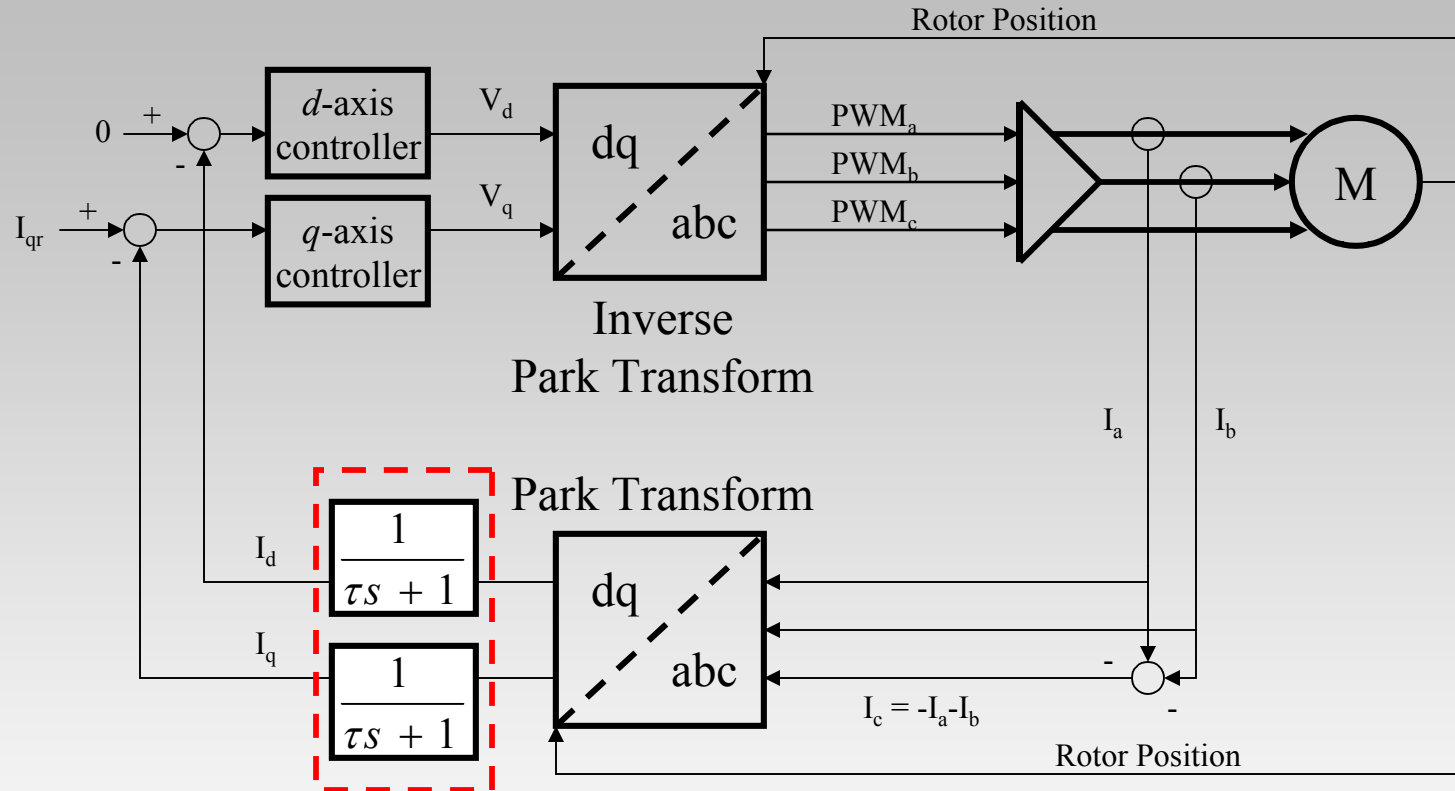 Rotor Position
0
+
-
d-axis
controller
V_d
dq
abc
PWM_a
PWM_b
PWM_c
M
I_qr
+
-
q-axis
controller
V_q
Inverse
Park Transform
I_a
I_b
Park Transform
I_d
1
τs + 1
I_q
1
τs + 1
dq
abc
-
-
I_c = -I_a-I_b
Rotor Position